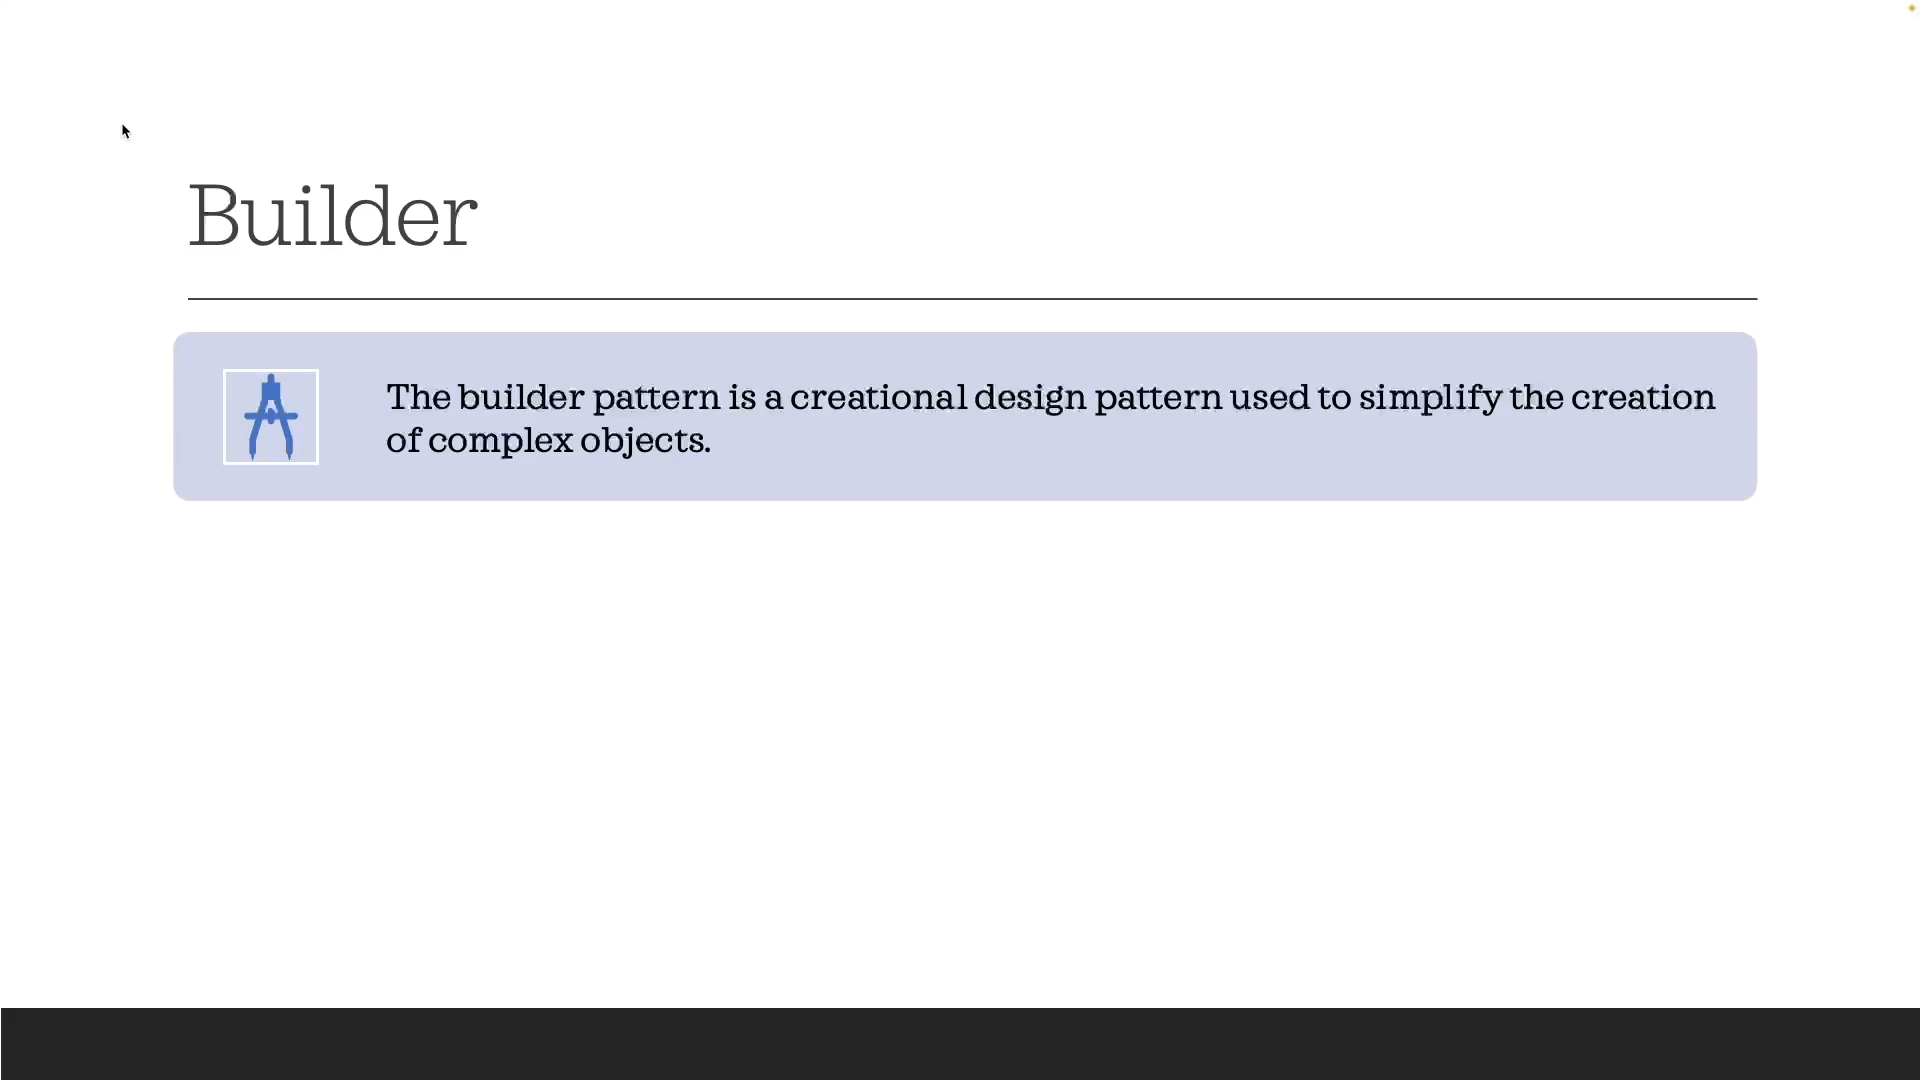 Builder
The builder pattern is a creational design pattern used to simplify the creation
of complex objects.